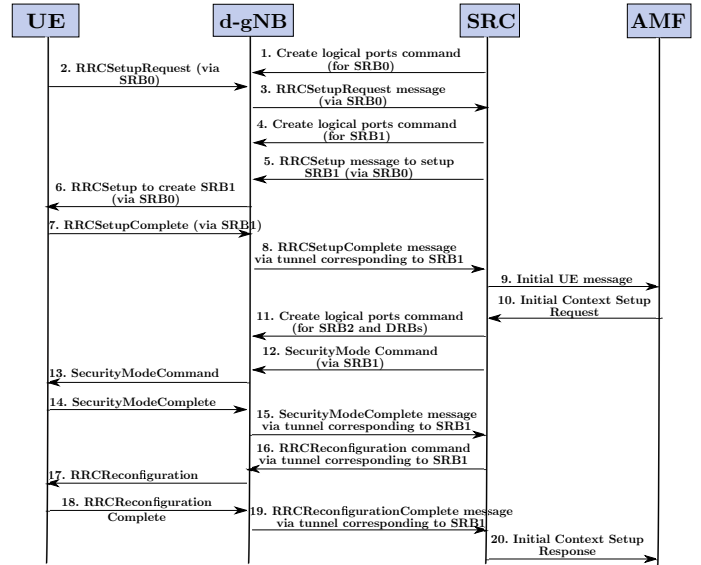 UE
d-gNB
SRC
AMF
1. Create logical ports command
(for SRB0)
2. RRCSetupRequest (via
SRB0)
3. RRCSetupRequest message
(via SRB0)
4. Create logical ports command
(for SRB1)
5. RRCSetup message to setup
SRB1 (via SRB0)
6. RRCSetup to create SRB1
(via SRB0)
7. RRCSetupComplete (via SRB1)
8. RRCSetupComplete message
via tunnel corresponding to SRB1
9. Initial UE message
10. Initial Context Setup
Request
11. Create logical ports command
(for SRB2 and DRBs)
12. SecurityMode Command
(via SRB1)
13. SecurityModeCommand
14. SecurityModeComplete
15. SecurityModeComplete message
via tunnel corresponding to SRB1
16. RRCReconfiguration command
via tunnel corresponding to SRB1
17. RRCReconfiguration
18. RRCReconfiguration
Complete
19. RRCReconfigurationComplete message
via tunnel corresponding to SRB1
20. Initial Context Setup
Response